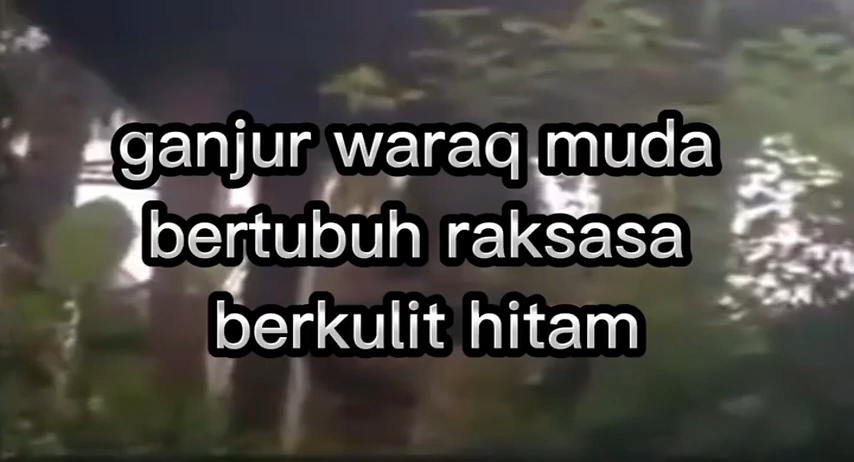 ganjur waraq muda
bertubuh raksasa
berkulit hitam